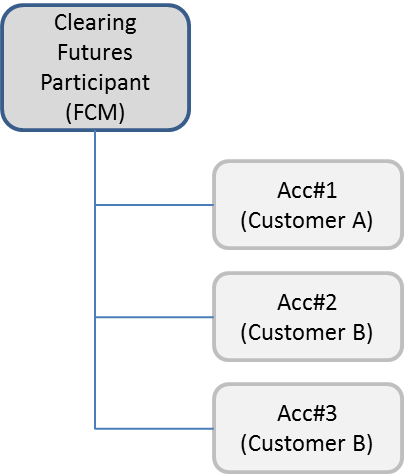 Clearing
Futures
Participant
(FCM)
Acc#1
(Customer A)
Acc#2
(Customer B)
Acc#3
(Customer B)